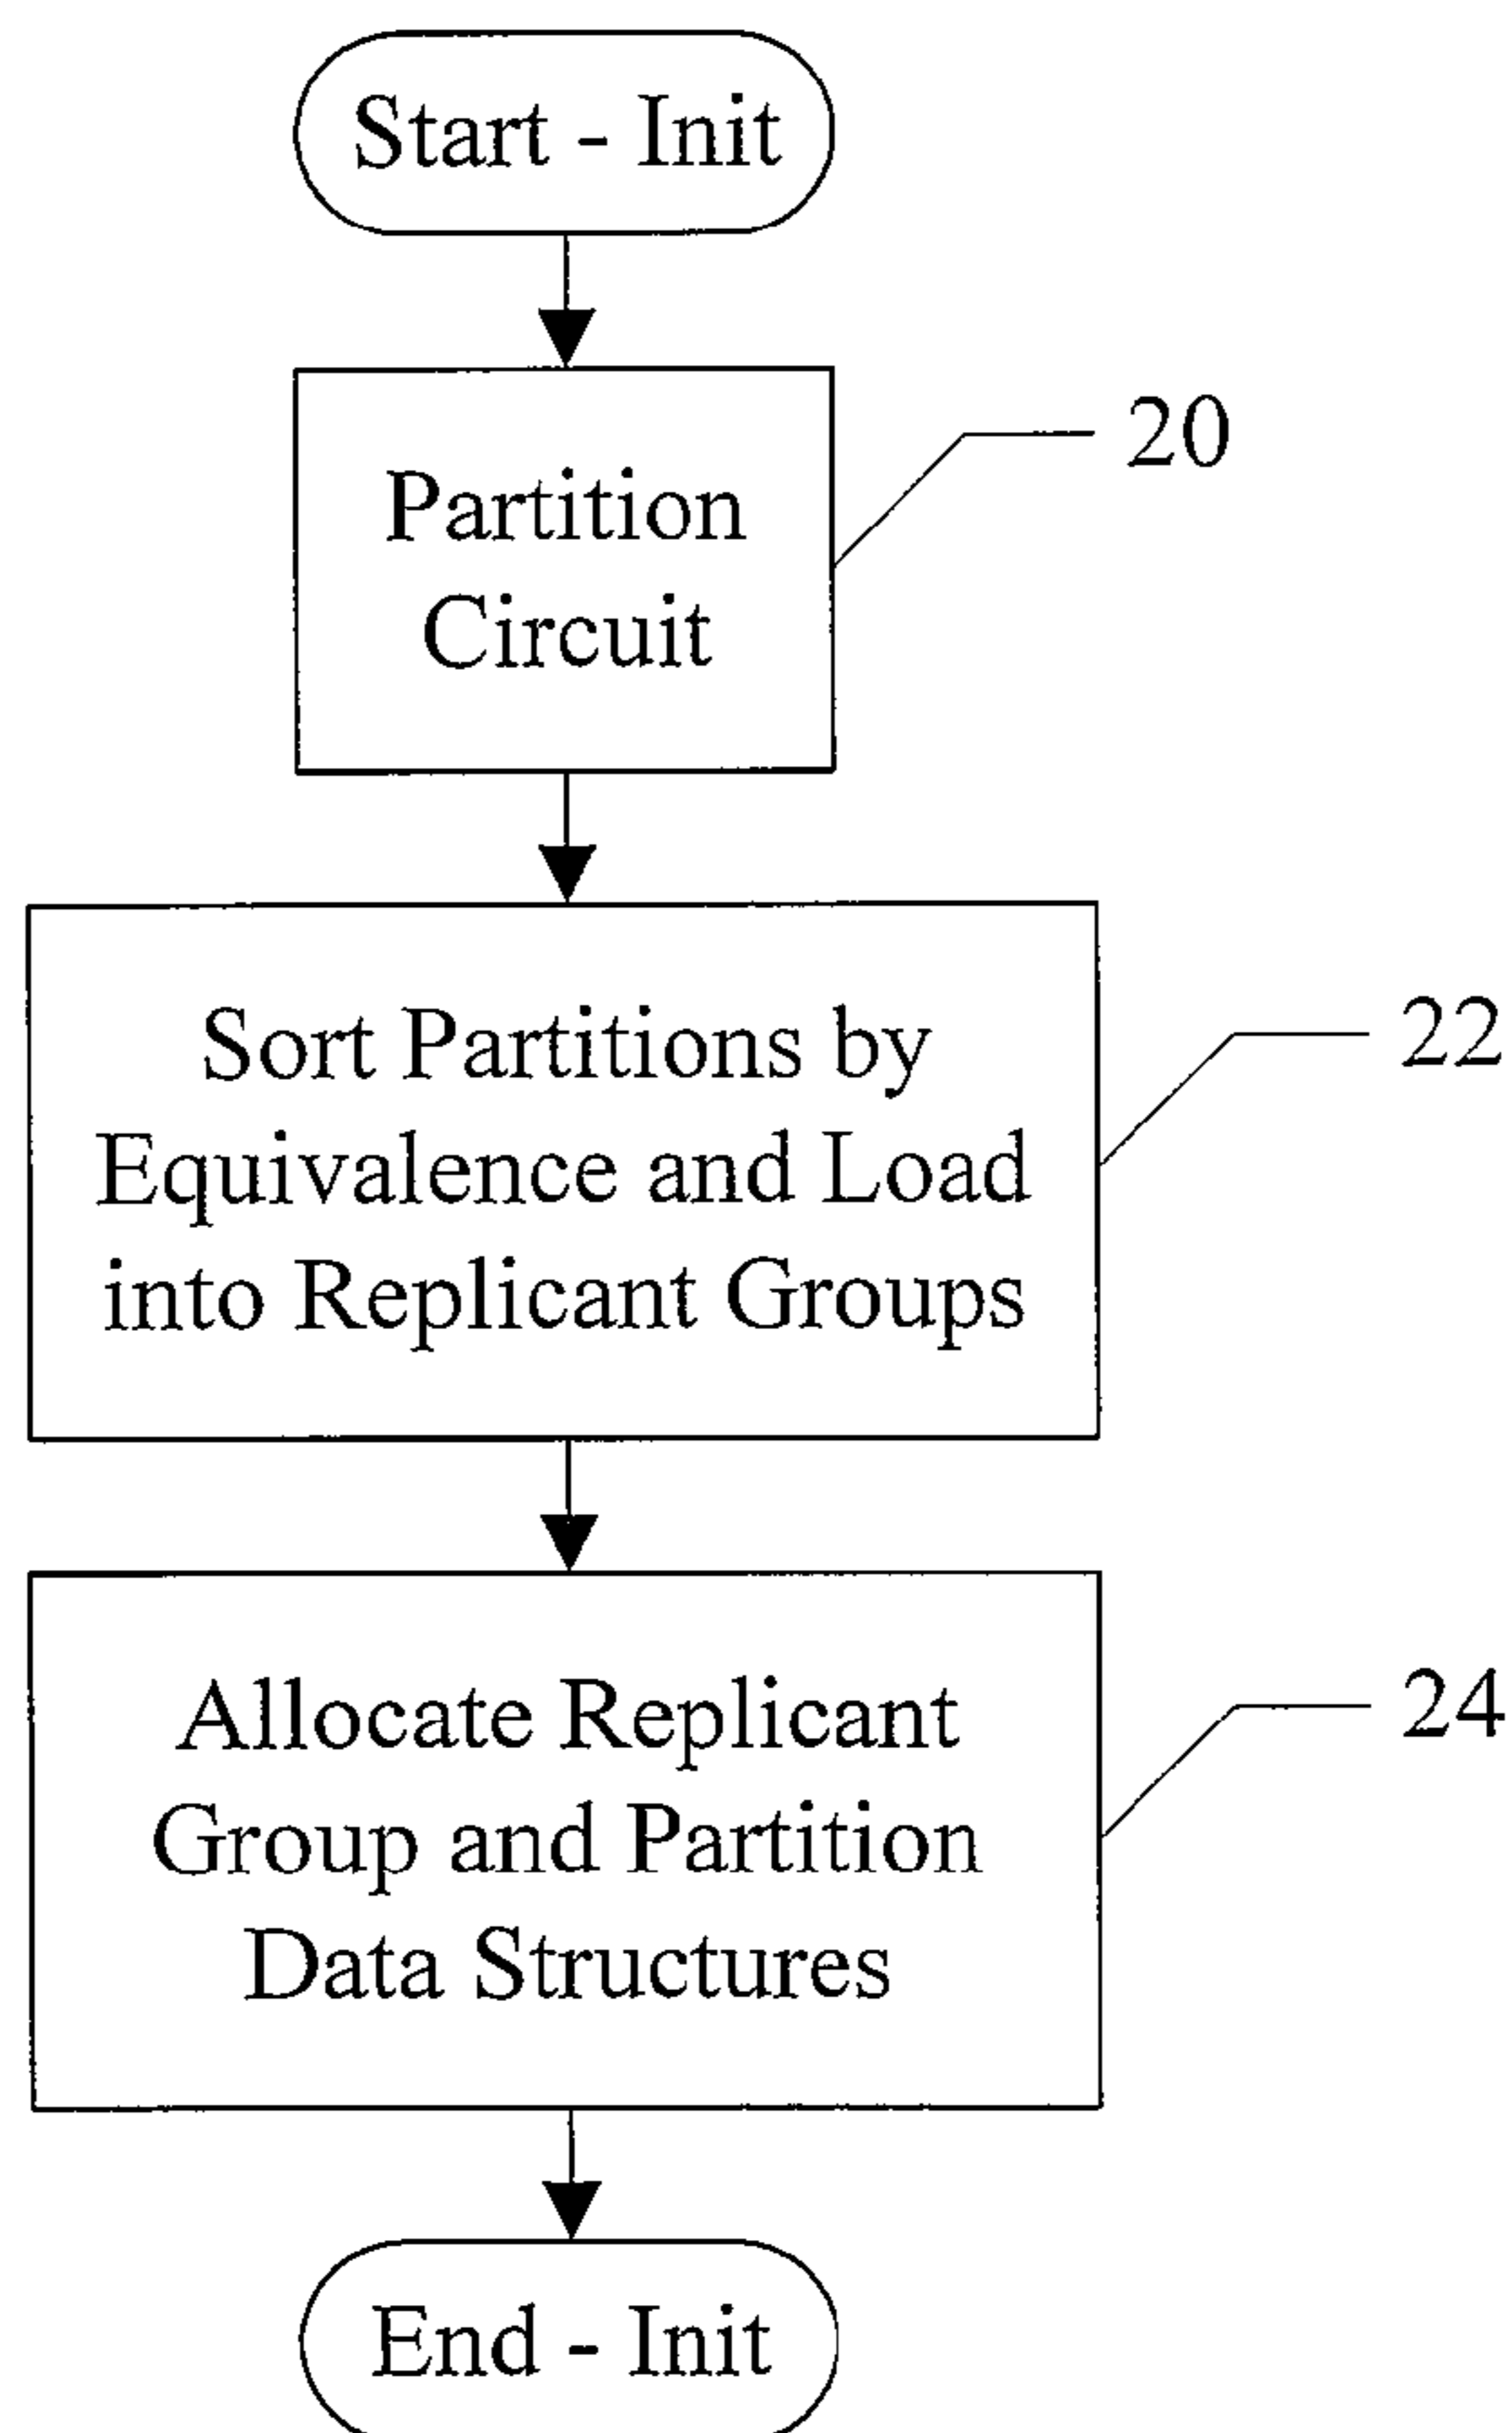 Start - Init
Partition
Circuit
20
Sort Partitions by
Equivalence and Load
into Replicant Groups
22
Allocate Replicant
Group and Partition
Data Structures
24
End - Init